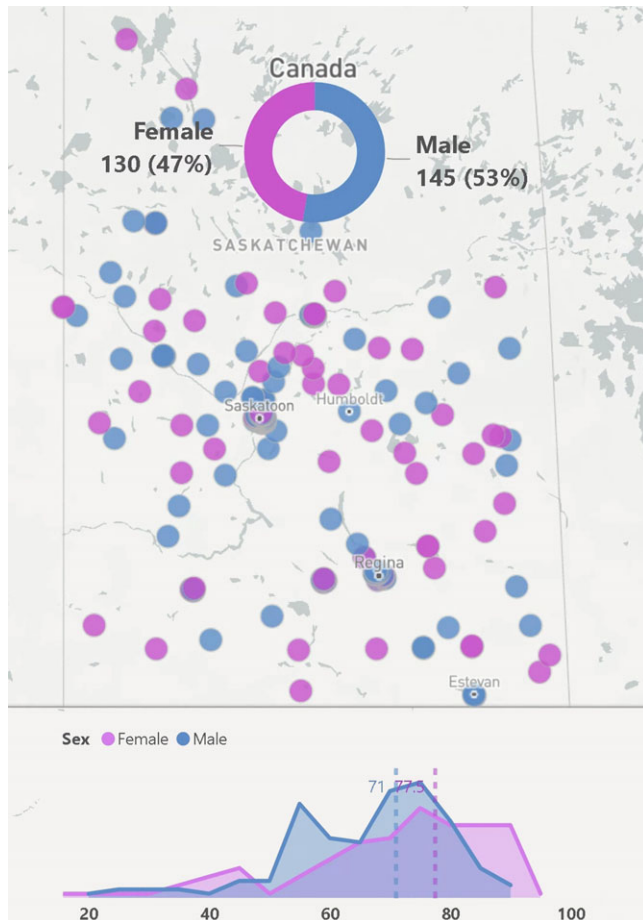 Canada
Female
130 (47%)
Male
145 (53%)
SASKATCHEWAN
Saskatoon
Humboldt
Regina
Estevan
Sex Female Male
71 77.5
20 40 60 80 100